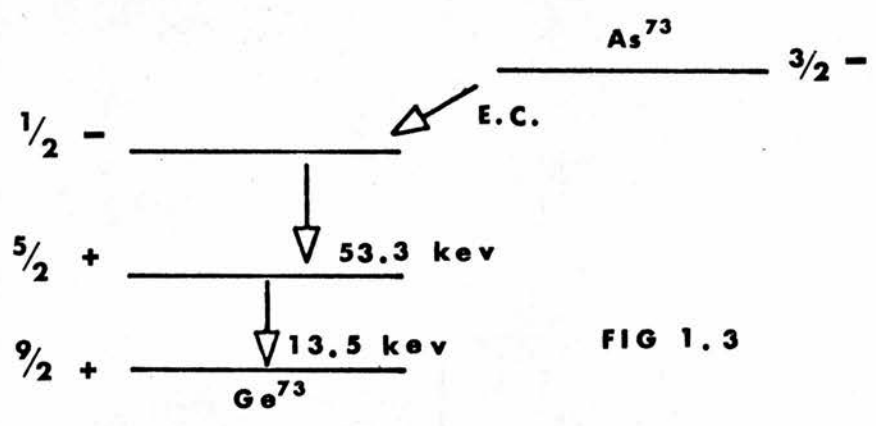 As⁷³
3/2 -
E.C.
1/2 -
5/2 +
53.3 kev
13.5 kev
9/2 +
Ge⁷³
FIG 1.3